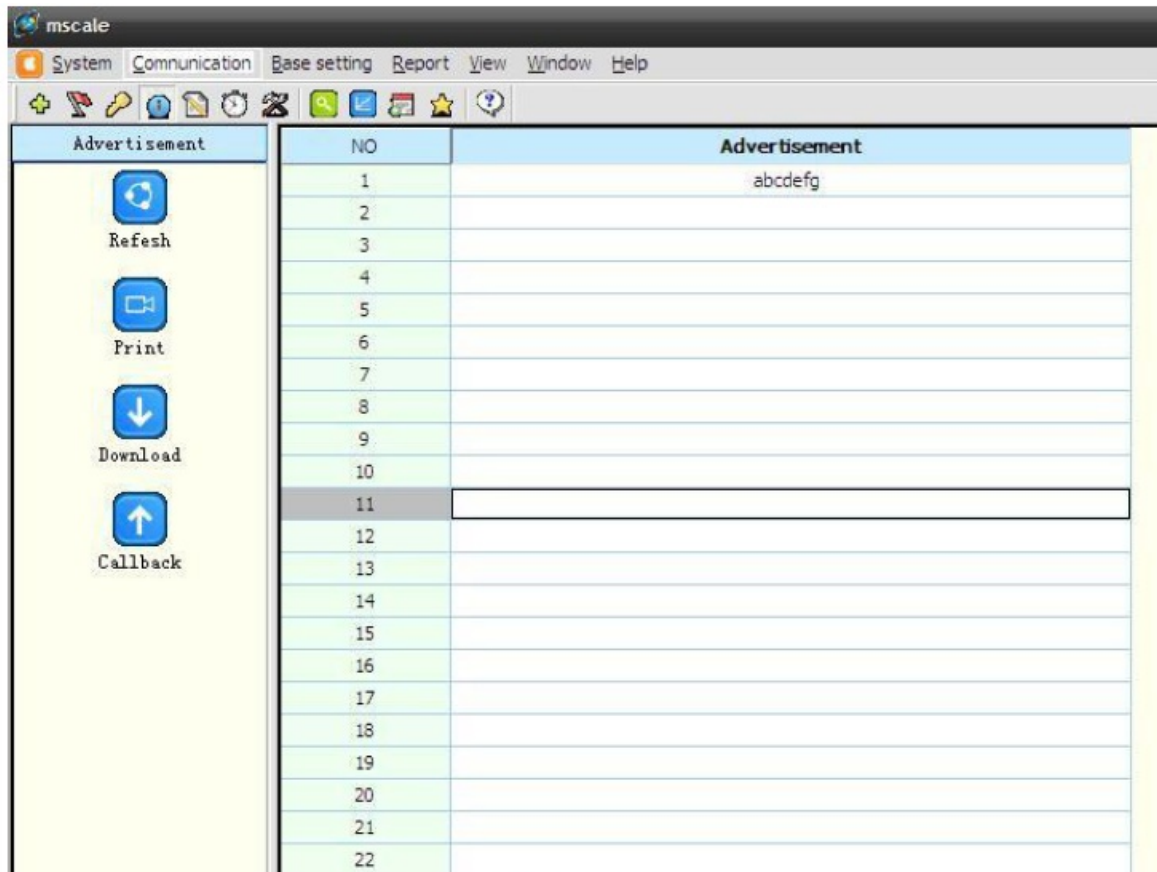 mscale
System Comnunication Base setting Report View Window Help
Advertisement
Refesh
Print
Download
Callback
NO Advertisement
1 abcdefg
2
3
4
5
6
7
8
9
10
11
12
13
14
15
16
17
18
19
20
21
22